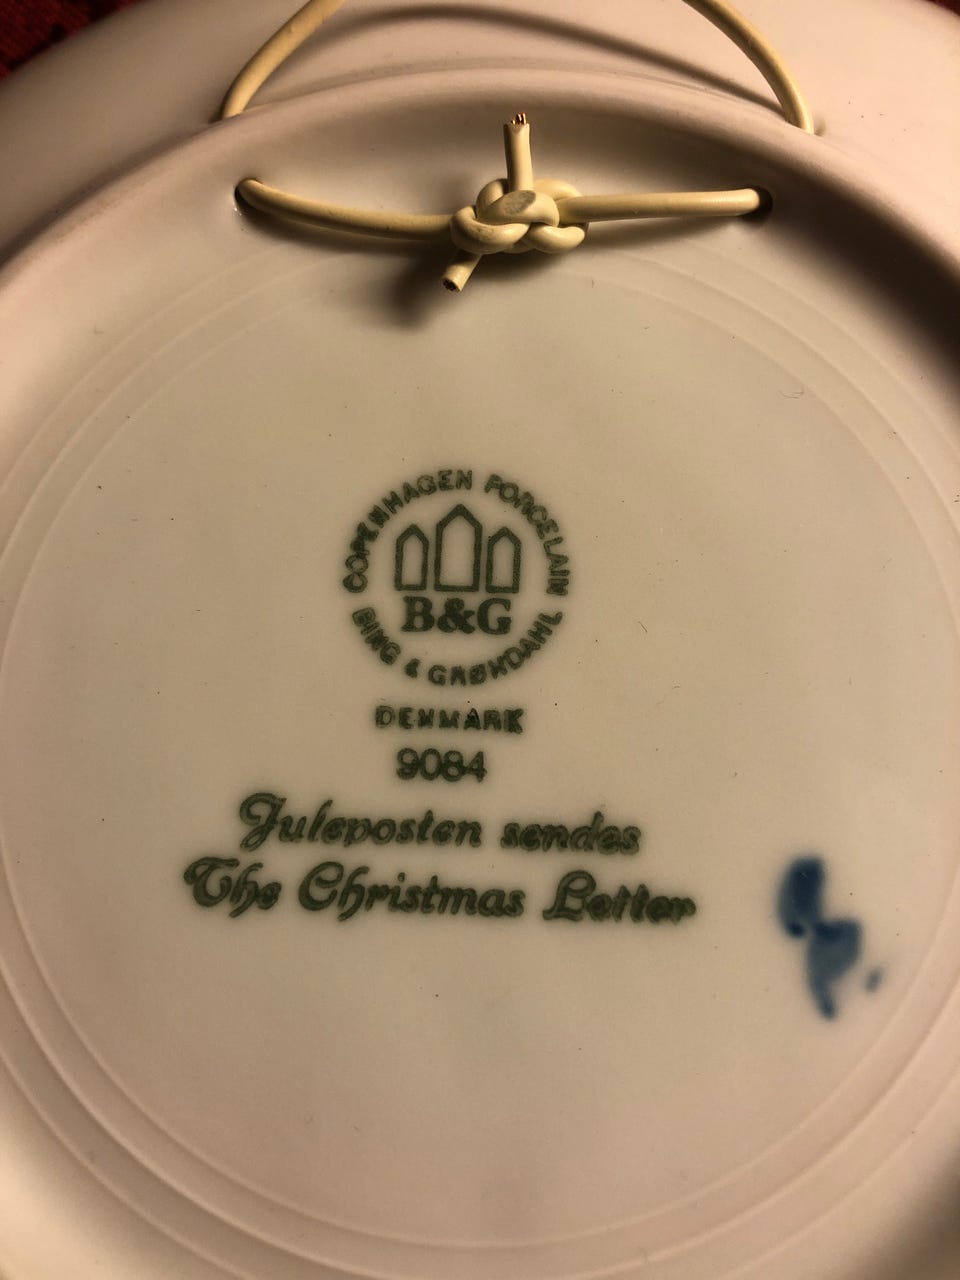 COPENHAGEN PORCELAIN
B&G
BING & GRØNDAHL
DENMARK
9084
Juleposten sendes
The Christmas Letter